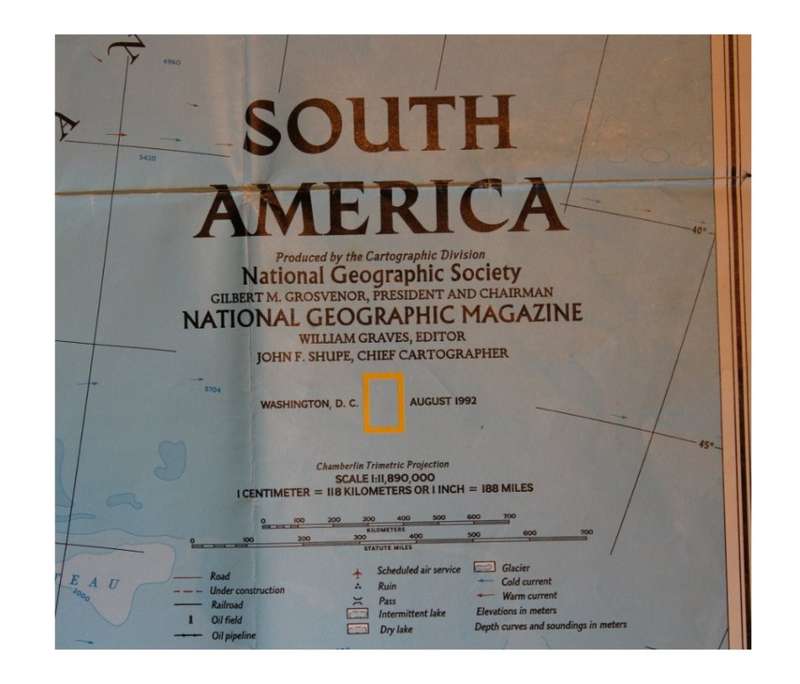 A
N
4960
5420
SOUTH
AMERICA
40°
Produced by the Cartographic Division
National Geographic Society
GILBERT M. GROSVENOR, PRESIDENT AND CHAIRMAN
NATIONAL GEOGRAPHIC MAGAZINE
WILLIAM GRAVES, EDITOR
JOHN F. SHUPE, CHIEF CARTOGRAPHER
5704
WASHINGTON, D. C. AUGUST 1992
45°
Chamberlin Trimetric Projection
SCALE 1:11,890,000
1 CENTIMETER = 118 KILOMETERS OR 1 INCH = 188 MILES
0 100 200 300 400 500 600 700
KILOMETERS
0 100 200 300 400 500 600 700
STATUTE MILES
EAU
2000
Road
Under construction
Railroad
Oil field
Oil pipeline
Scheduled air service
Ruin
Pass
Intermittent lake
Dry lake
Glacier
Cold current
Warm current
Elevations in meters
Depth curves and soundings in meters